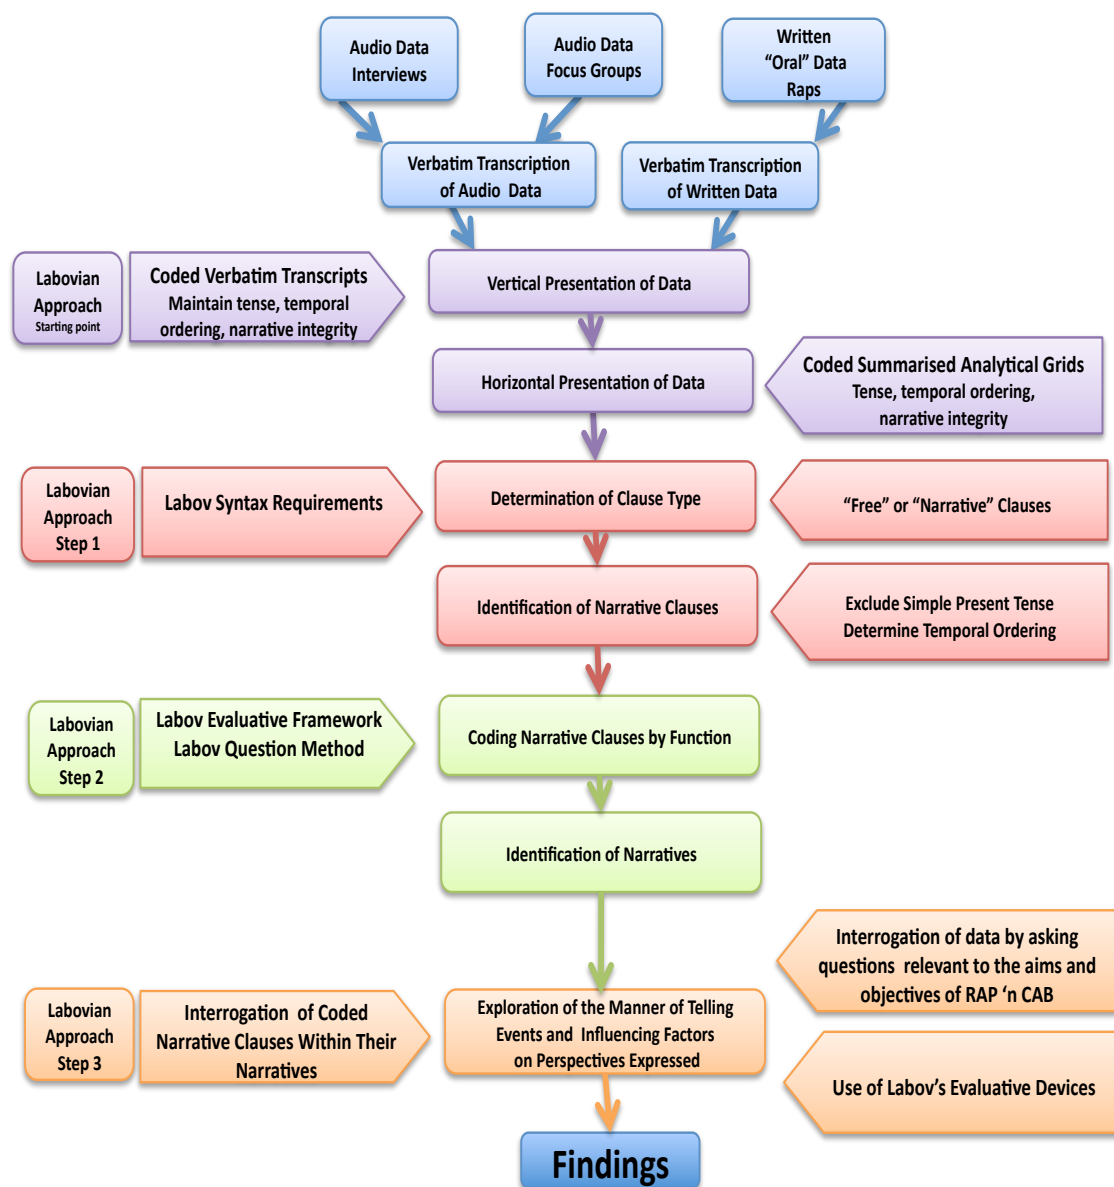 Audio Data
Interviews
Audio Data
Focus Groups
Written
“Oral” Data
Raps
Verbatim Transcription
of Audio Data
Verbatim Transcription
of Written Data
Labovian
Approach
Starting point
Coded Verbatim Transcripts
Maintain tense, temporal
ordering, narrative integrity
Vertical Presentation of Data
Horizontal Presentation of Data
Coded Summarised Analytical Grids
Tense, temporal ordering,
narrative integrity
Labovian
Approach
Step 1
Labov Syntax Requirements
Determination of Clause Type
“Free” or “Narrative” Clauses
Identification of Narrative Clauses
Exclude Simple Present Tense
Determine Temporal Ordering
Labovian
Approach
Step 2
Labov Evaluative Framework
Labov Question Method
Coding Narrative Clauses by Function
Identification of Narratives
Interrogation of data by asking
questions relevant to the aims and
objectives of RAP ‘n CAB
Labovian
Approach
Step 3
Interrogation of Coded
Narrative Clauses Within Their
Narratives
Exploration of the Manner of Telling
Events and Influencing Factors
on Perspectives Expressed
Use of Labov’s Evaluative Devices
Findings